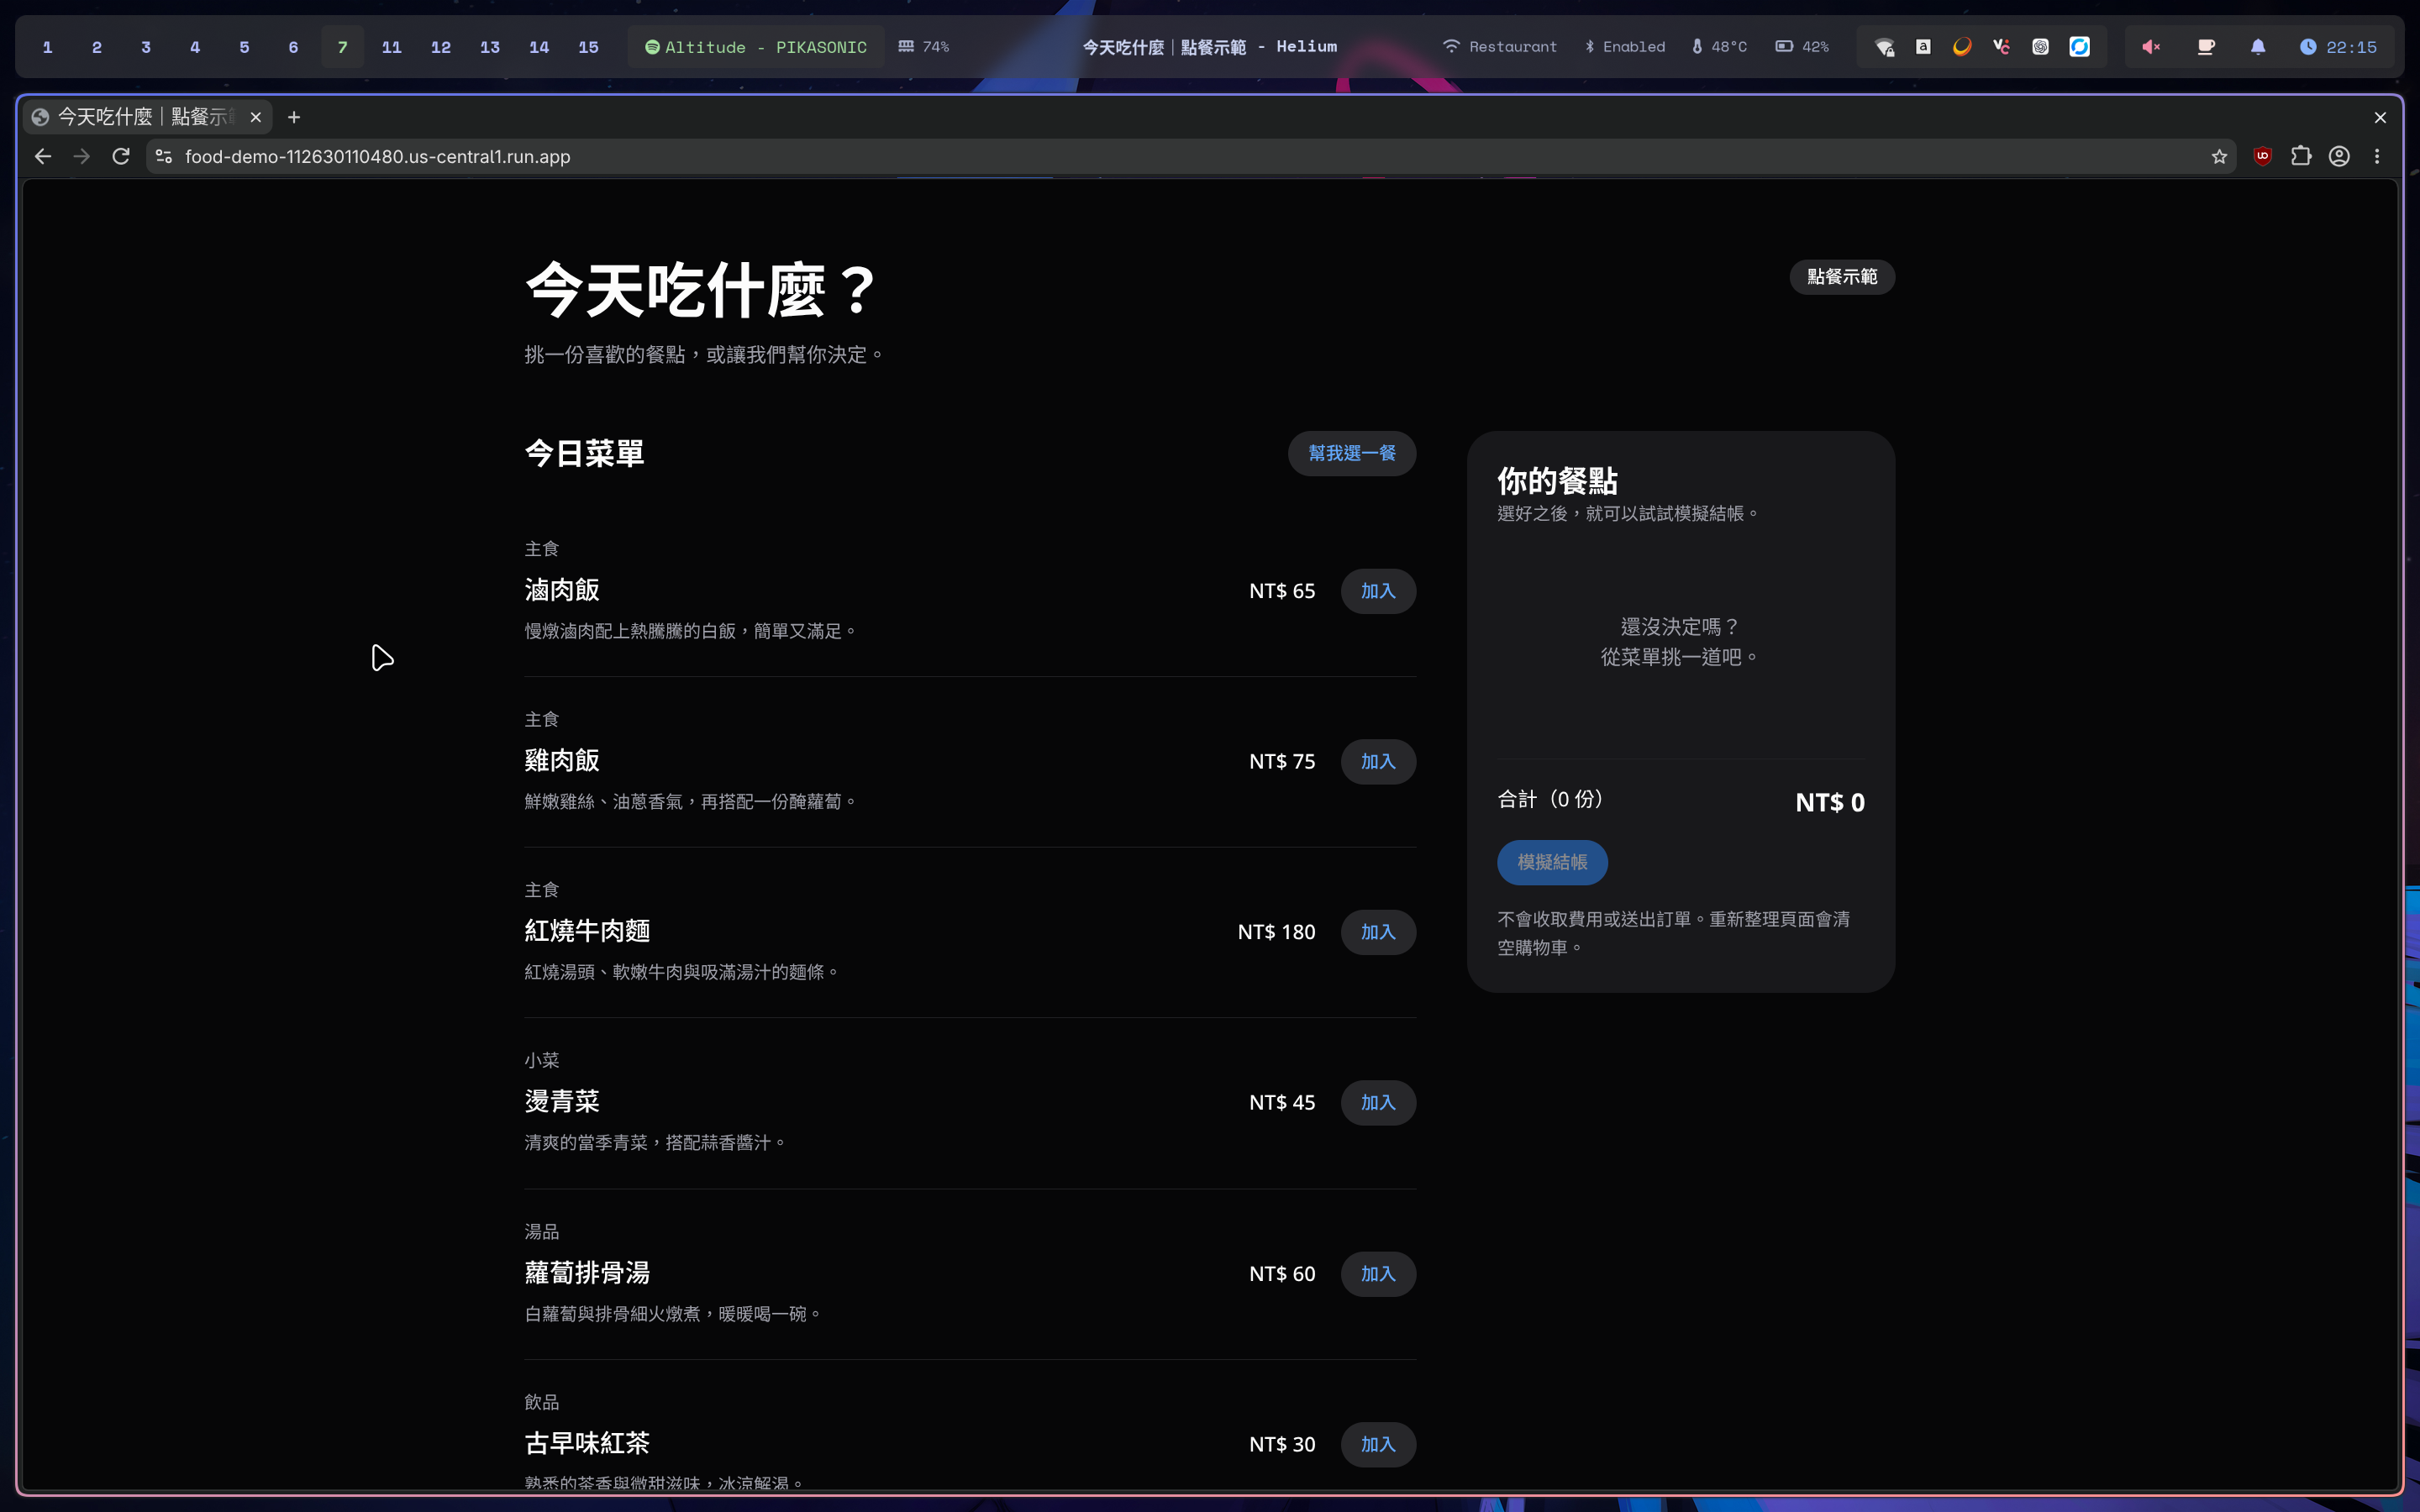 1 2 3 4 5 6 7 11 12 13 14 15 Altitude - PIKASONIC 74% 今天吃什麼｜點餐示範 - Helium Restaurant Enabled 48°C 42% 22:15
今天吃什麼｜點餐示
food-demo-112630110480.us-central1.run.app
今天吃什麼？
點餐示範
挑一份喜歡的餐點，或讓我們幫你決定。
今日菜單
幫我選一餐
主食
滷肉飯
NT$ 65 加入
慢燉滷肉配上熱騰騰的白飯，簡單又滿足。
主食
雞肉飯
NT$ 75 加入
鮮嫩雞絲、油蔥香氣，再搭配一份醃蘿蔔。
主食
紅燒牛肉麵
NT$ 180 加入
紅燒湯頭、軟嫩牛肉與吸滿湯汁的麵條。
小菜
燙青菜
NT$ 45 加入
清爽的當季青菜，搭配蒜香醬汁。
湯品
蘿蔔排骨湯
NT$ 60 加入
白蘿蔔與排骨細火燉煮，暖暖喝一碗。
飲品
古早味紅茶
NT$ 30 加入
熟悉的茶香與微甜滋味，冰涼解渴。
你的餐點
選好之後，就可以試試模擬結帳。
還沒決定嗎？
從菜單挑一道吧。
合計（0 份）
NT$ 0
模擬結帳
不會收取費用或送出訂單。重新整理頁面會清
空購物車。